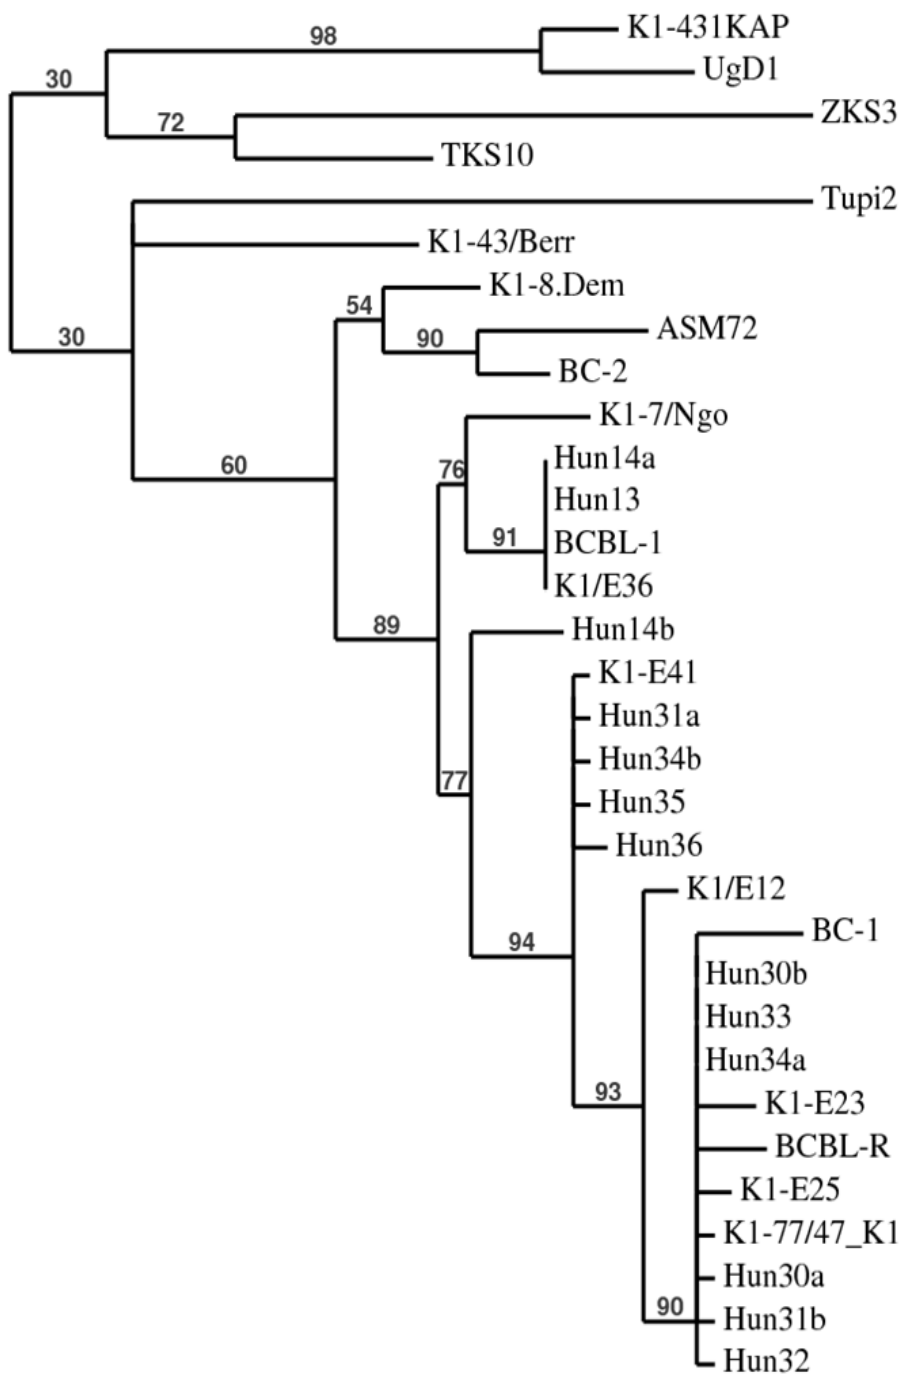 K1-431KAP
98
UgD1
30
ZKS3
72
TKS10
Tupi2
K1-43/Berr
K1-8.Dem
54
ASM72
30
90
BC-2
K1-7/Ngo
Hun14a
60
76
Hun13
91
BCBL-1
K1/E36
89
Hun14b
K1-E41
Hun31a
Hun34b
77
Hun35
Hun36
K1/E12
BC-1
94
Hun30b
Hun33
Hun34a
93
K1-E23
BCBL-R
K1-E25
K1-77/47_K1
Hun30a
90
Hun31b
Hun32